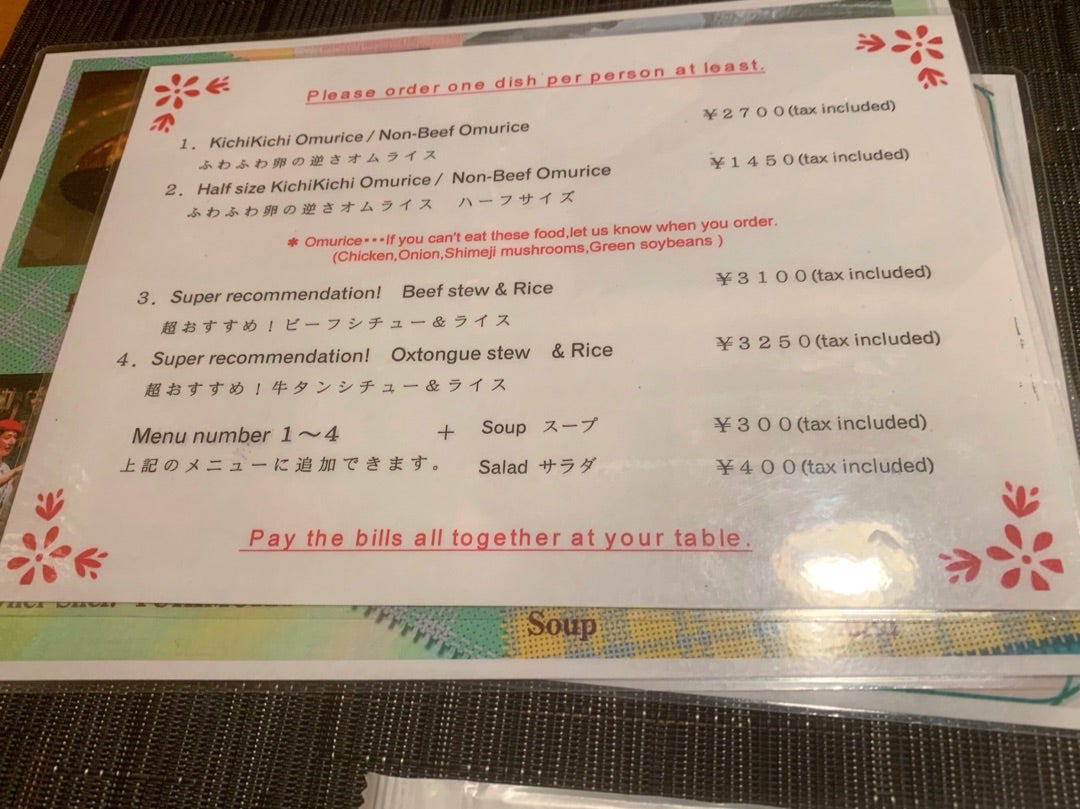 Please order one dish per person at least.
1. KichiKichi Omurice / Non-Beef Omurice ￥2700(tax included)
ふわふわ卵の逆さオムライス
2. Half size KichiKichi Omurice / Non-Beef Omurice ￥1450(tax included)
ふわふわ卵の逆さオムライス ハーフサイズ
＊ Omurice･･･If you can't eat these food,let us know when you order.
(Chicken,Onion,Shimeji mushrooms,Green soybeans )
3. Super recommendation! Beef stew & Rice ￥3100(tax included)
超おすすめ！ビーフシチュー＆ライス
4. Super recommendation! Oxtongue stew & Rice ￥3250(tax included)
超おすすめ！牛タンシチュー＆ライス
Menu number 1～4 ＋ Soup スープ ￥300(tax included)
上記のメニューに追加できます。 Salad サラダ ￥400(tax included)
Pay the bills all together at your table.
Soup